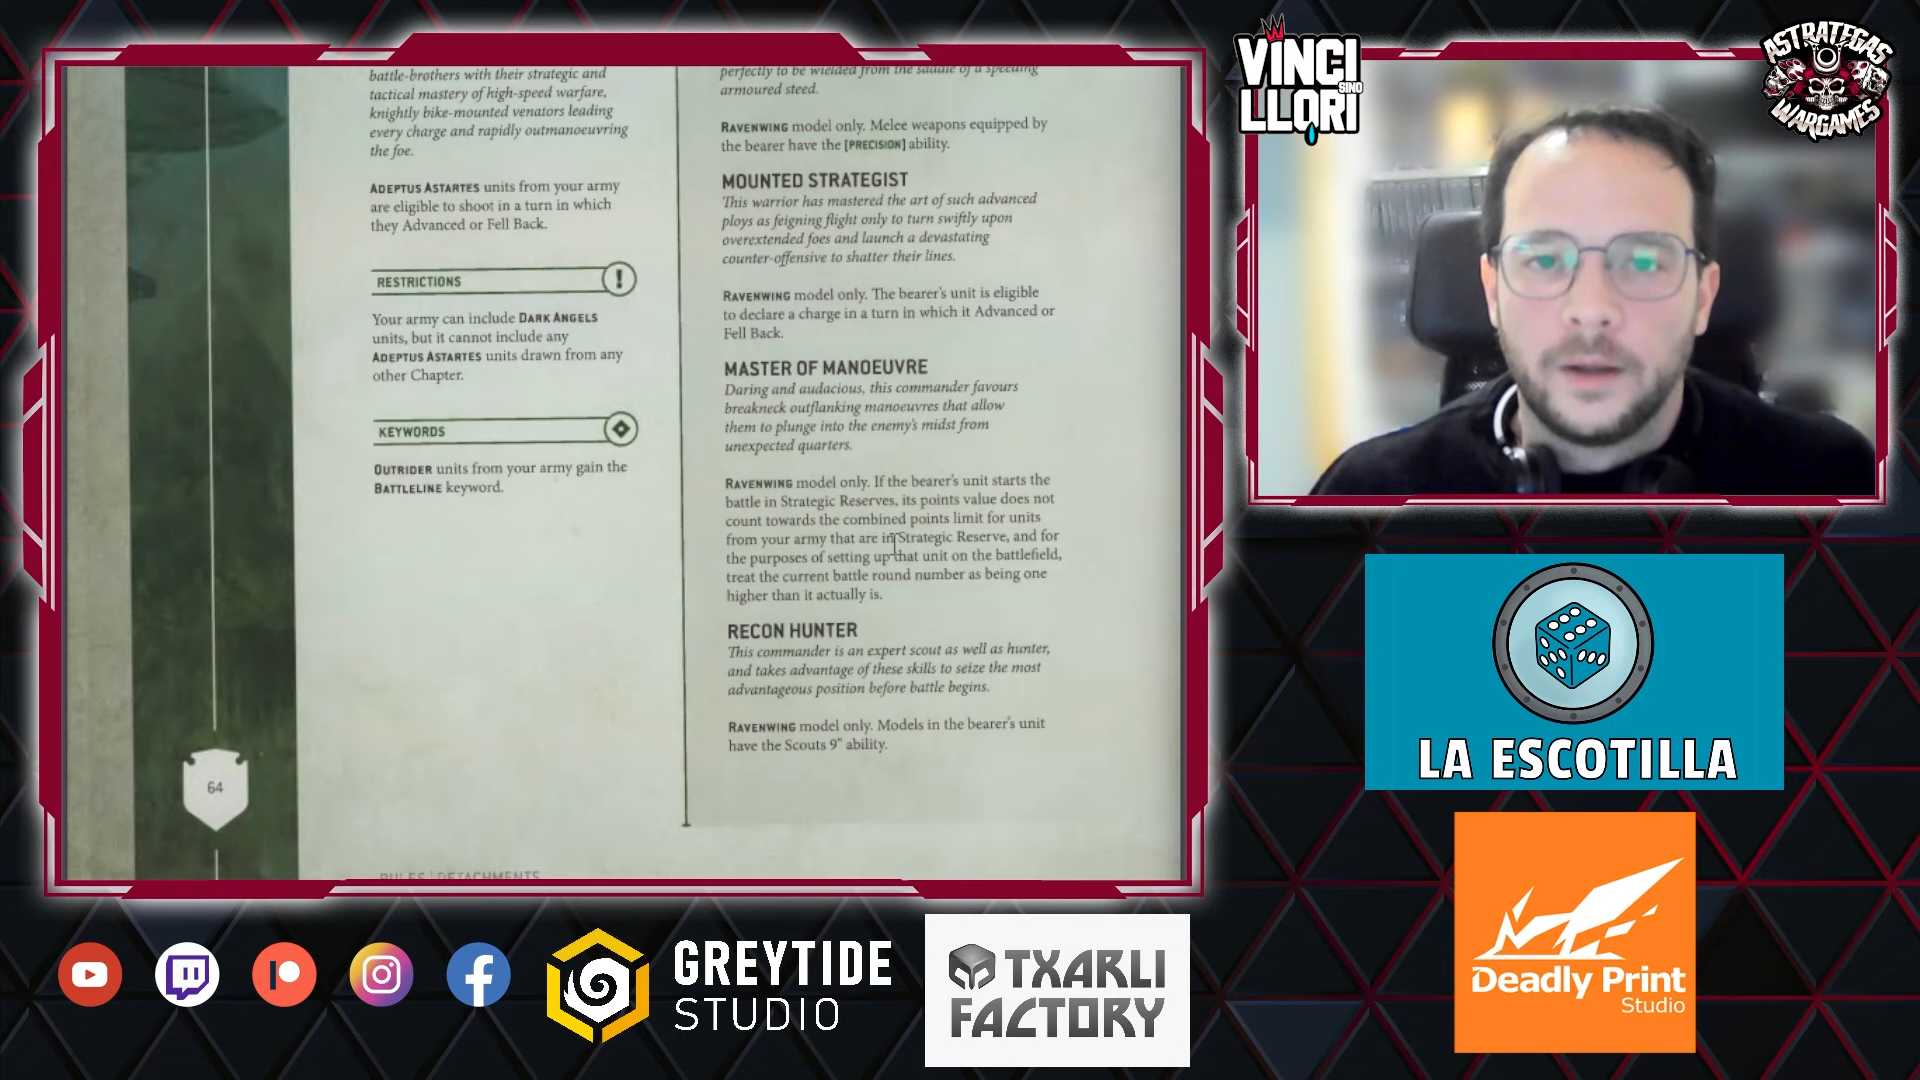 battle-brothers with their strategic and
tactical mastery of high-speed warfare,
knightly bike-mounted venators leading
every charge and rapidly outmanoeuvring
the foe.
ADEPTUS ASTARTES units from your army
are eligible to shoot in a turn in which
they Advanced or Fell Back.
RESTRICTIONS
!
Your army can include DARK ANGELS
units, but it cannot include any
ADEPTUS ASTARTES units drawn from any
other Chapter.
KEYWORDS
OUTRIDER units from your army gain the
BATTLELINE keyword.
64
RULES | DETACHMENTS
perfectly to be wielded from the saddle of a speeding
armoured steed.
RAVENWING model only. Melee weapons equipped by
the bearer have the [PRECISION] ability.
MOUNTED STRATEGIST
This warrior has mastered the art of such advanced
ploys as feigning flight only to turn swiftly upon
overextended foes and launch a devastating
counter-offensive to shatter their lines.
RAVENWING model only. The bearer's unit is eligible
to declare a charge in a turn in which it Advanced or
Fell Back.
MASTER OF MANOEUVRE
Daring and audacious, this commander favours
breakneck outflanking manoeuvres that allow
them to plunge into the enemy's midst from
unexpected quarters.
RAVENWING model only. If the bearer's unit starts the
battle in Strategic Reserves, its points value does not
count towards the combined points limit for units
from your army that are in Strategic Reserve, and for
the purposes of setting up that unit on the battlefield,
treat the current battle round number as being one
higher than it actually is.
RECON HUNTER
This commander is an expert scout as well as hunter,
and takes advantage of these skills to seize the most
advantageous position before battle begins.
RAVENWING model only. Models in the bearer's unit
have the Scouts 9" ability.
VINCI
SINO
LLORI
ASTRATEGAS
WARGAMES
LA ESCOTILLA
Deadly Print
Studio
GREYTIDE
STUDIO
TXARLI
FACTORY